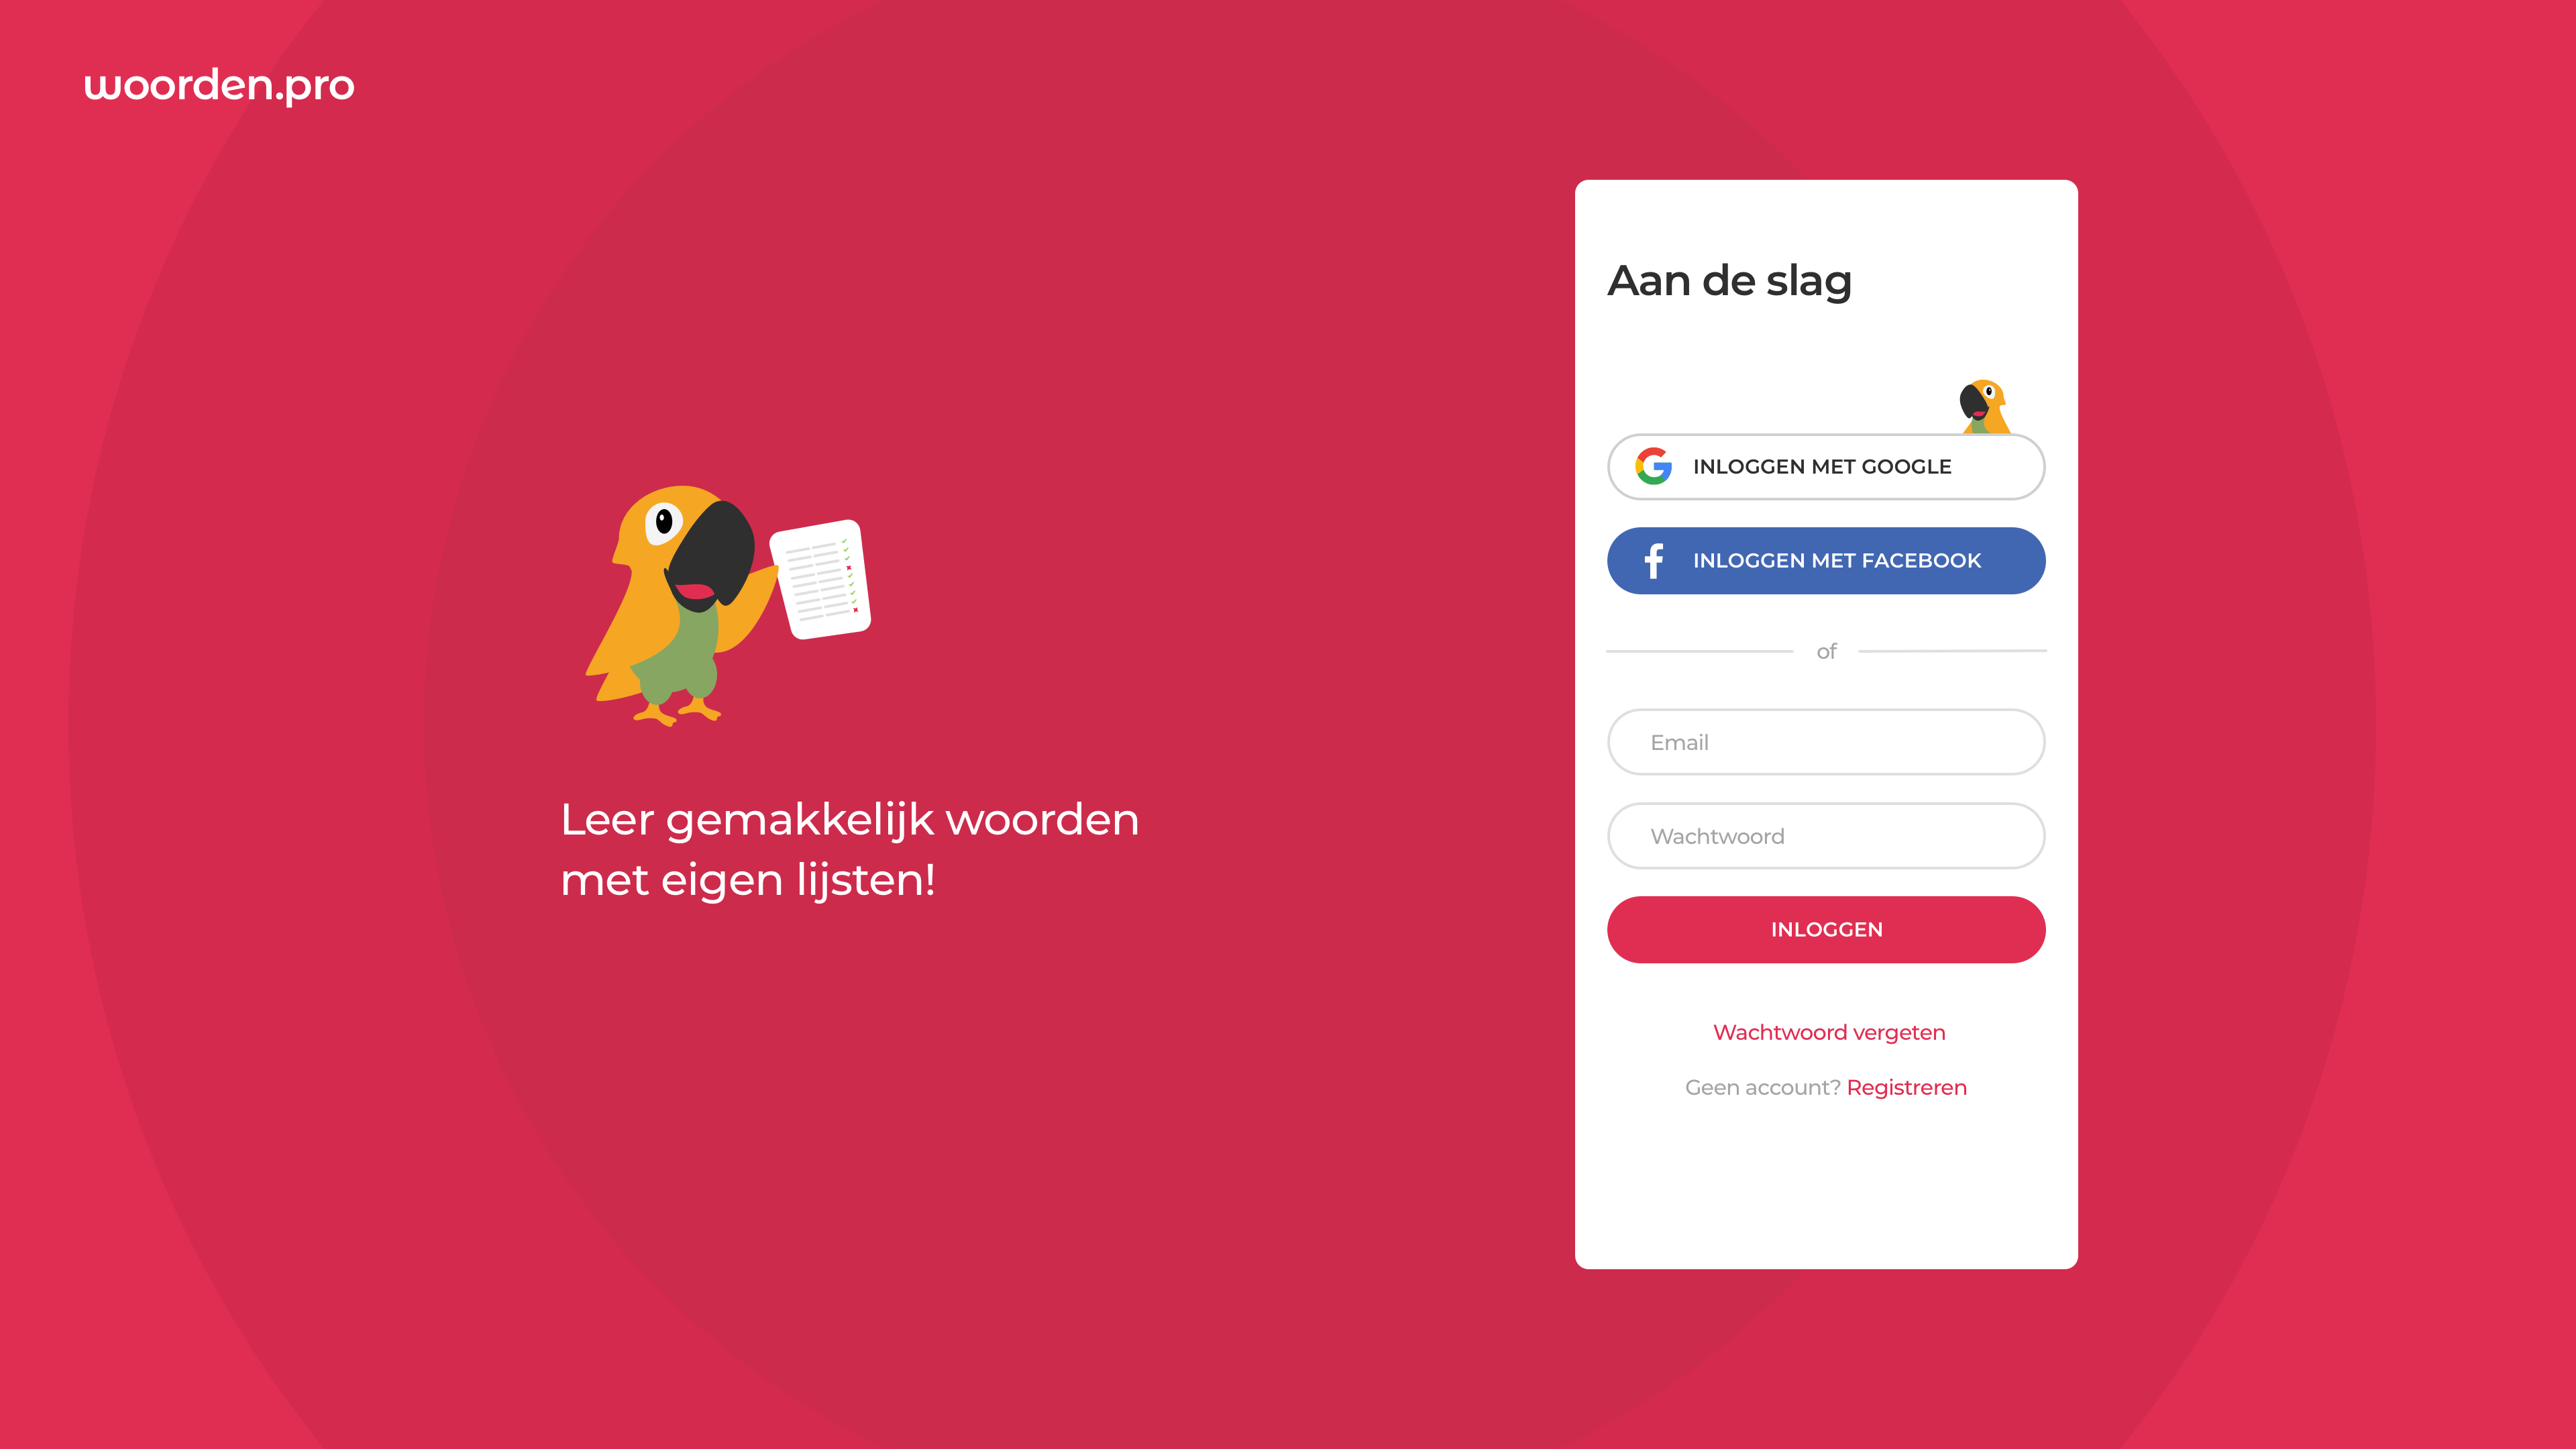 woorden.pro
Leer gemakkelijk woorden
met eigen lijsten!
Aan de slag
INLOGGEN MET GOOGLE
INLOGGEN MET FACEBOOK
of
Email
Wachtwoord
INLOGGEN
Wachtwoord vergeten
Geen account? Registreren